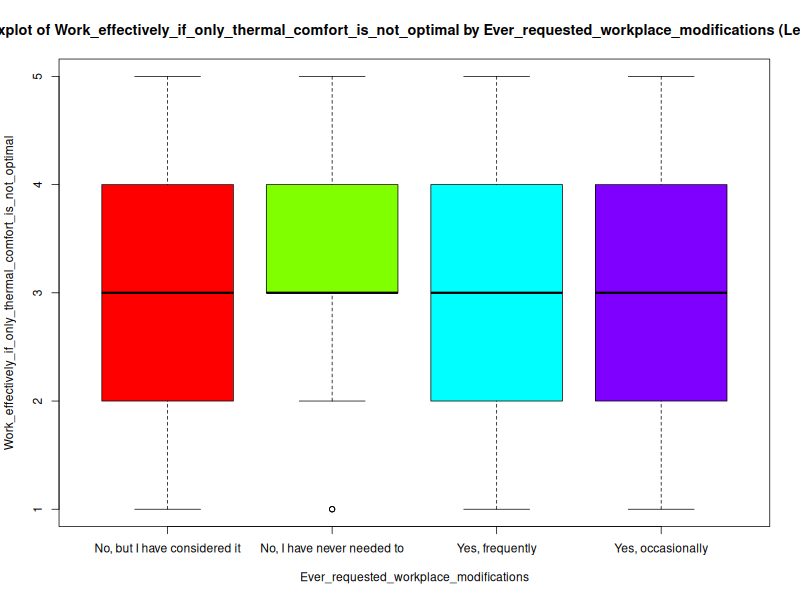 xplot of Work_effectively_if_only_thermal_comfort_is_not_optimal by Ever_requested_workplace_modifications (Le
Work_effectively_if_only_thermal_comfort_is_not_optimal
5
4
3
2
1
No, but I have considered it
No, I have never needed to
Yes, frequently
Yes, occasionally
Ever_requested_workplace_modifications